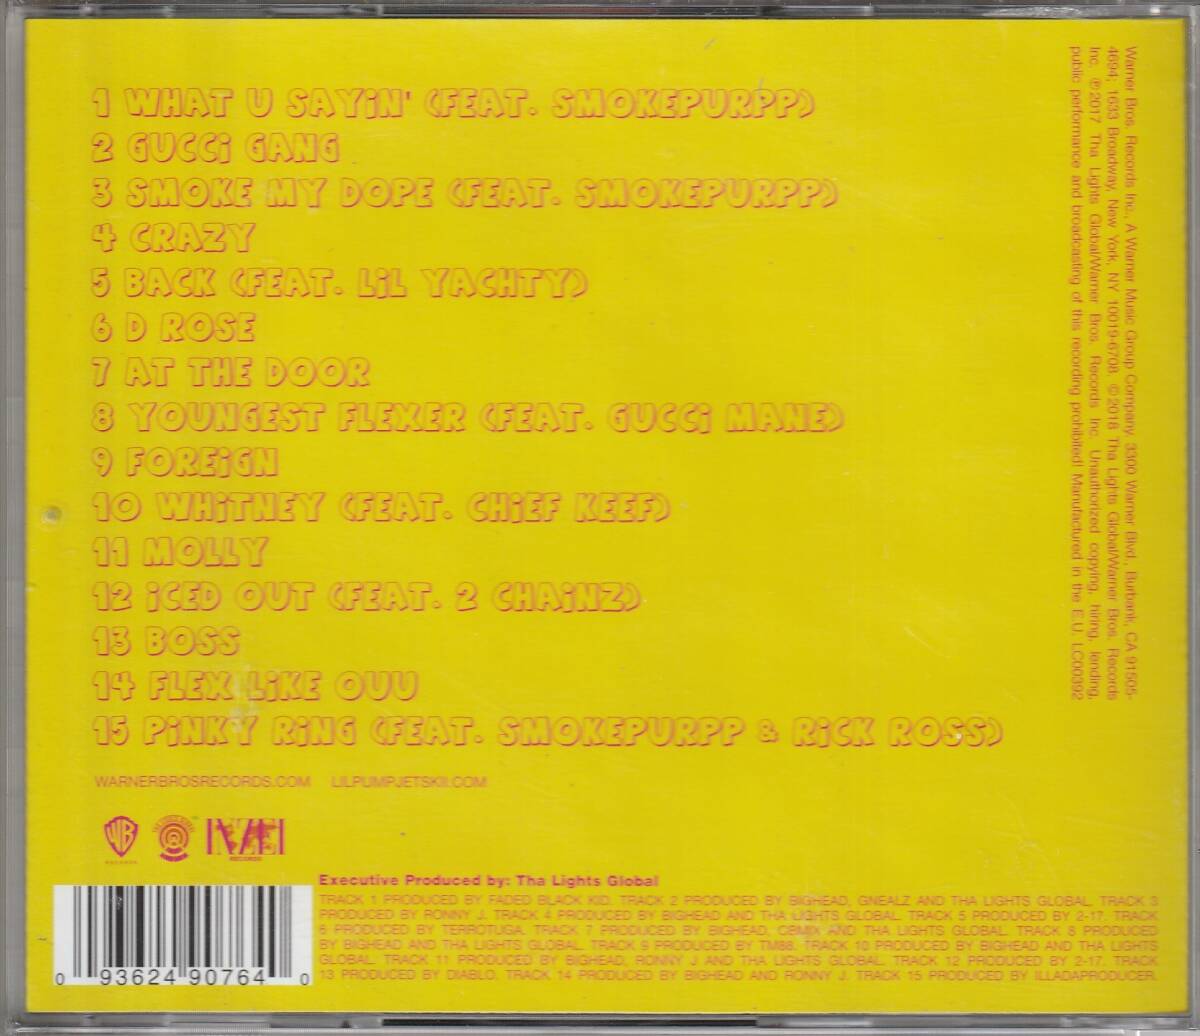 1 WHAT U SAYiN' (FEAT. SMOKEPURPP)
2 GUCCi GANG
3 SMOKE MY DOPE (FEAT. SMOKEPURPP)
4 CRAZY
5 BACK (FEAT. LiL YACHTY)
6 D ROSE
7 AT THE DOOR
8 YOUNGEST FLEXER (FEAT. GUCCi MANE)
9 FOREiGN
10 WHiTNEY (FEAT. CHiEF KEEF)
11 MOLLY
12 iCED OUT (FEAT. 2 CHAiNZ)
13 BOSS
14 FLEX LiKE OUU
15 PiNKY RiNG (FEAT. SMOKEPURPP & RiCK ROSS)
WARNERBROSRECORDS.COM LILPUMPJETSKII.COM
WB
RECORDS
RECORDS
Executive Produced by: Tha Lights Global
TRACK 1 PRODUCED BY FADED BLACK KID. TRACK 2 PRODUCED BY BIGHEAD, GNEALZ AND THA LIGHTS GLOBAL. TRACK 3
PRODUCED BY RONNY J. TRACK 4 PRODUCED BY BIGHEAD AND THA LIGHTS GLOBAL. TRACK 5 PRODUCED BY 2-17. TRACK
6 PRODUCED BY TERROTUGA. TRACK 7 PRODUCED BY BIGHEAD, CBMIX AND THA LIGHTS GLOBAL. TRACK 8 PRODUCED
BY BIGHEAD AND THA LIGHTS GLOBAL. TRACK 9 PRODUCED BY TM88. TRACK 10 PRODUCED BY BIGHEAD AND THA LIGHTS
GLOBAL. TRACK 11 PRODUCED BY BIGHEAD, RONNY J AND THA LIGHTS GLOBAL. TRACK 12 PRODUCED BY 2-17. TRACK
13 PRODUCED BY DIABLO. TRACK 14 PRODUCED BY BIGHEAD AND RONNY J. TRACK 15 PRODUCED BY ILLADAPRODUCER.
0 93624 90764 0
Warner Bros. Records Inc., A Warner Music Group Company. 3300 Warner Blvd., Burbank, CA 91505-
4694; 1633 Broadway, New York, NY 10019-6708. ©2018 Tha Lights Global/Warner Bros. Records
Inc. ℗2017 Tha Lights Global/Warner Bros. Records Inc. Unauthorized copying, hiring, lending,
public performance and broadcasting of this recording prohibited! Manufactured in the E.U. LC00392